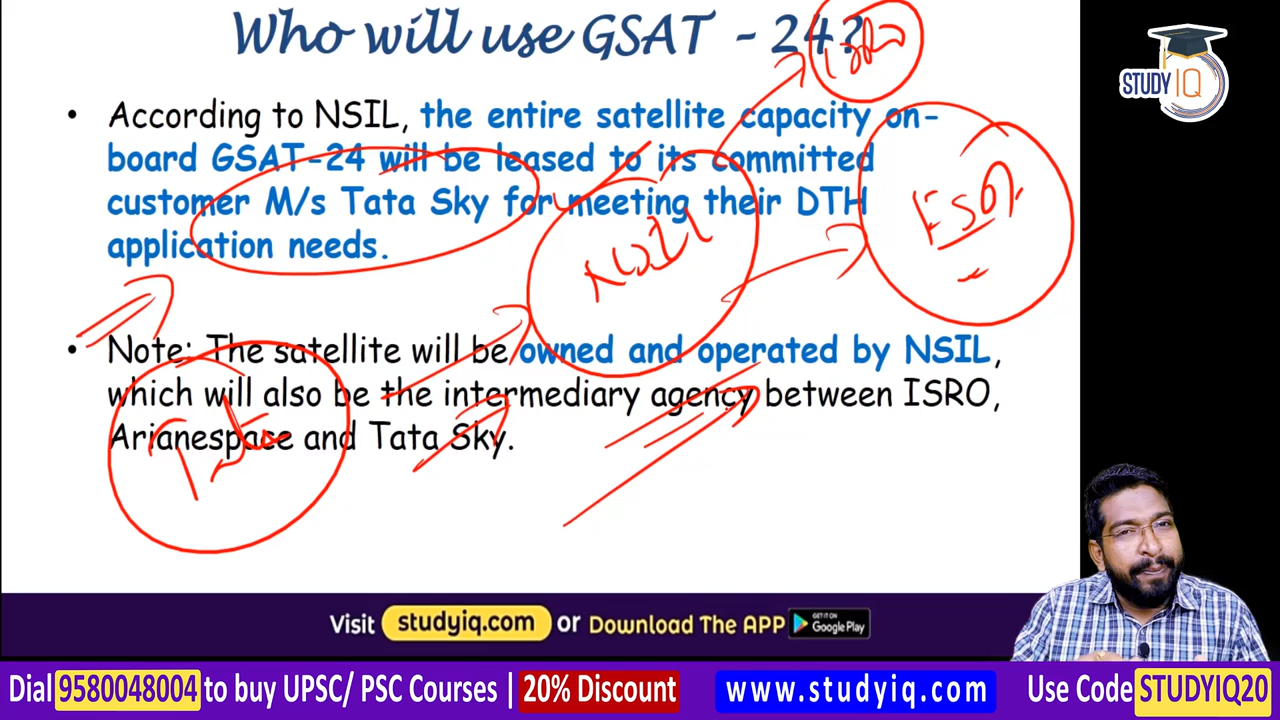 Who will use GSAT - 24?
STUDY IQ
• According to NSIL, the entire satellite capacity on-
board GSAT-24 will be leased to its committed
customer M/s Tata Sky for meeting their DTH
application needs.
• Note: The satellite will be owned and operated by NSIL,
which will also be the intermediary agency between ISRO,
Arianespace and Tata Sky.
ISRO
NSIL
Tata
Visit studyiq.com or Download The APP GET IT ON Google Play
Dial 9580048004 to buy UPSC/ PSC Courses | 20% Discount www.studyiq.com Use Code STUDYIQ20